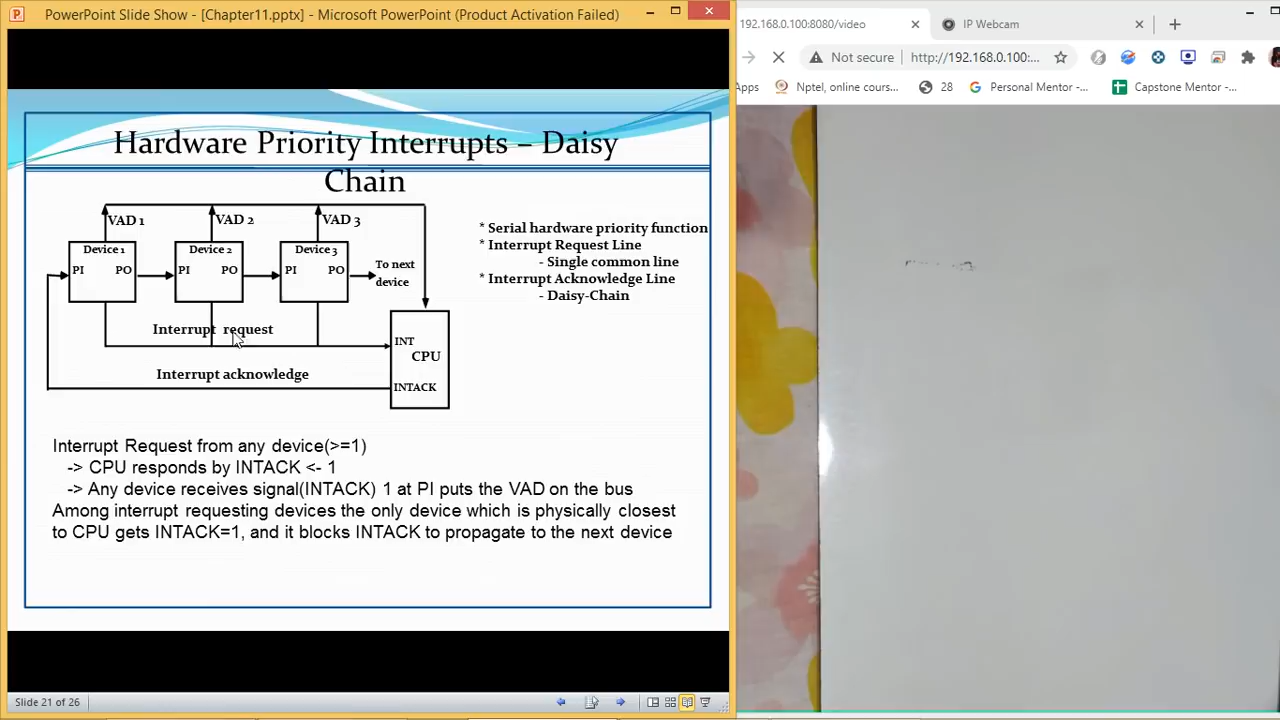 PowerPoint Slide Show - [Chapter11.pptx] - Microsoft PowerPoint (Product Activation Failed)
Hardware Priority Interrupts – Daisy
Chain
VAD 1
VAD 2
VAD 3
Device 1
Device 2
Device 3
PI PO
PI PO
PI PO
To next
device
Interrupt request
Interrupt acknowledge
INT
CPU
INTACK
* Serial hardware priority function
* Interrupt Request Line
- Single common line
* Interrupt Acknowledge Line
- Daisy-Chain
Interrupt Request from any device(>=1)
-> CPU responds by INTACK <- 1
-> Any device receives signal(INTACK) 1 at PI puts the VAD on the bus
Among interrupt requesting devices the only device which is physically closest
to CPU gets INTACK=1, and it blocks INTACK to propagate to the next device
Slide 21 of 26
192.168.0.100:8080/video
IP Webcam
Not secure
http://192.168.0.100:...
Apps
Nptel, online cours...
28
Personal Mentor -...
Capstone Mentor -...